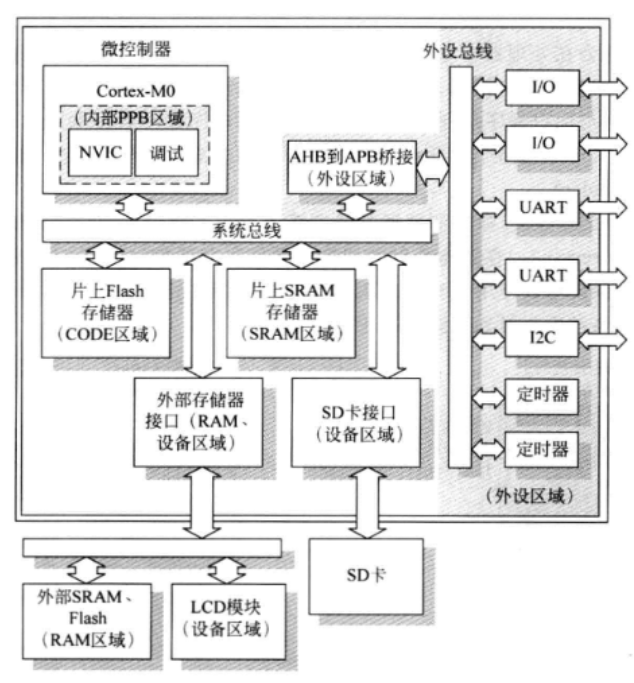 微控制器
外设总线
Cortex-M0
(内部PPB区域)
NVIC
调试
AHB到APB桥接
(外设区域)
I/O
I/O
UART
UART
I2C
定时器
定时器
(外设区域)
系统总线
片上Flash
存储器
(CODE区域)
片上SRAM
存储器
(SRAM区域)
外部存储器
接口(RAM、
设备区域)
SD卡接口
(设备区域)
外部SRAM、
Flash
(RAM区域)
LCD模块
(设备区域)
SD卡